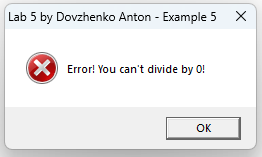 Lab 5 by Dovzhenko Anton - Example 5
Error! You can't divide by 0!
OK